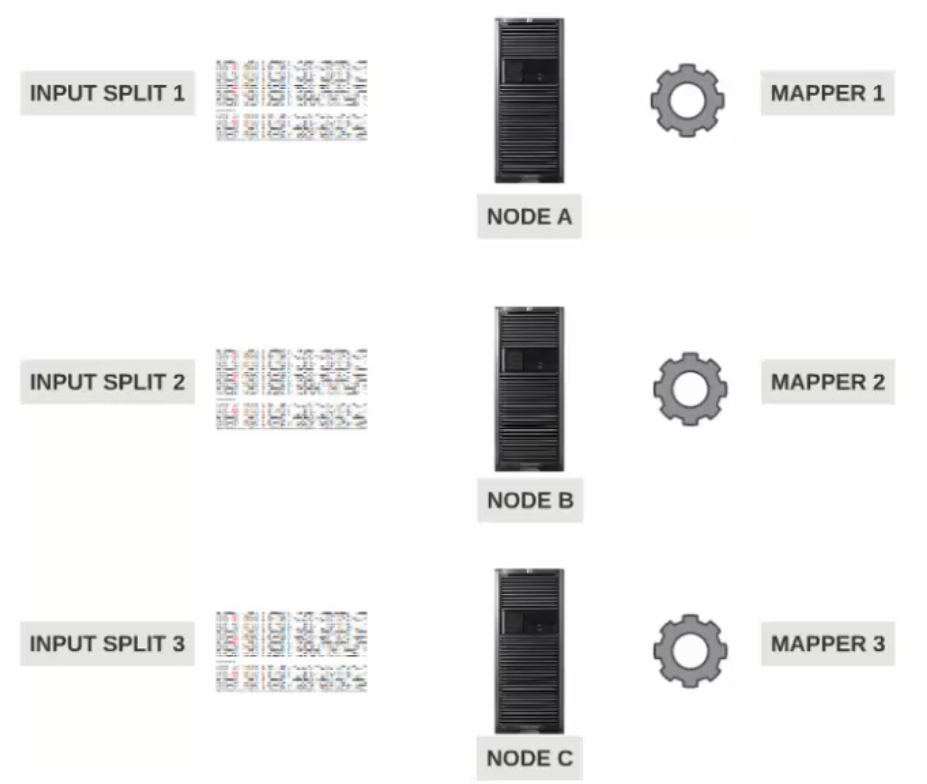 INPUT SPLIT 1
MAPPER 1
NODE A
INPUT SPLIT 2
MAPPER 2
NODE B
INPUT SPLIT 3
MAPPER 3
NODE C